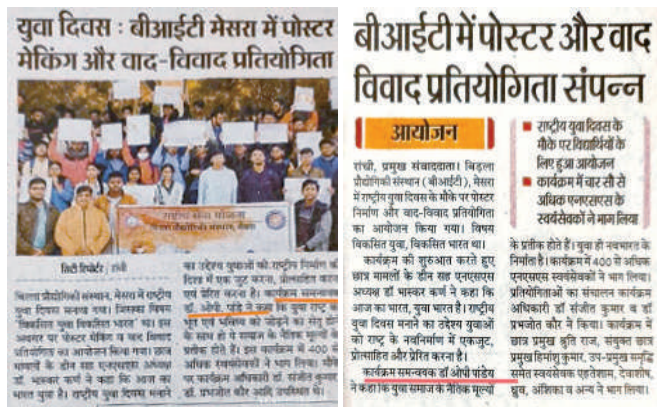 युवा दिवस : बीआईटी मेसरा में पोस्टर
मेकिंग और वाद-विवाद प्रतियोगिता
राष्ट्रीय सेवा योजना
बिरला प्रौद्योगिकी संस्थान, मेसरा
सिटी रिपोर्टर | रांची
बिरला प्रौद्योगिकी संस्थान, मेसरा में राष्ट्रीय
युवा दिवस मनाया गया। जिसका विषय
"विकसित युवा विकसित भारत" था। इस
अवसर पर पोस्टर मेकिंग व वाद विवाद
प्रतियोगिता का आयोजन किया गया। छात्र
मामलों के डीन सह एनएसएस अध्यक्ष
डॉ. भास्कर कर्ण ने कहा कि आज का
भारत युवा है। राष्ट्रीय युवा दिवस मनाने
का उद्देश्य युवाओं को राष्ट्रीय निर्माण की
दिशा में एक जुट करना, प्रोत्साहित करना
एवं प्रेरित करना है। कार्यक्रम समन्वयक
डॉ. ओपी. पांडे ने कहा कि युवा राष्ट्र के
भूत एवं भविष्य को जोड़ने का सेतु होने
के साथ ही ये समाज के नैतिक मूल्यों के
प्रतीक होते हैं। इस कार्यक्रम में 400 से
अधिक स्वयंसेवकों ने भाग लिया। मौके
पर कार्यक्रम अधिकारी डॉ. संजीत कुमार,
डॉ. प्रभजोत कौर आदि उपस्थित थे।
बीआईटी में पोस्टर और वाद
विवाद प्रतियोगिता संपन्न
आयोजन
रांची, प्रमुख संवाददाता। बिड़ला
प्रौद्योगिकी संस्थान (बीआईटी), मेसरा
में राष्ट्रीय युवा दिवस के मौके पर पोस्टर
निर्माण और वाद-विवाद प्रतियोगिता
का आयोजन किया गया। विषय
विकसित युवा, विकसित भारत था।
कार्यक्रम की शुरुआत करते हुए
छात्र मामलों के डीन सह एनएसएस
अध्यक्ष डॉ भास्कर कर्ण ने कहा कि
आज का भारत, युवा भारत है। राष्ट्रीय
युवा दिवस मनाने का उद्देश्य युवाओं
को राष्ट्र के नवनिर्माण में एकजुट,
प्रोत्साहित और प्रेरित करना है।
कार्यक्रम समन्वयक डॉ ओपी पांडेय
ने कहा कि युवा समाज के नैतिक मूल्यों
राष्ट्रीय युवा दिवस के
मौके पर विद्यार्थियों के
लिए हुआ आयोजन
कार्यक्रम में चार सौ से
अधिक एनएसएस के
स्वयंसेवकों ने भाग लिया
के प्रतीक होते हैं। युवा ही नवभारत के
निर्माता है। कार्यक्रम में 400 से अधिक
एनएसएस स्वयंसेवकों ने भाग लिया।
प्रतियोगिताओं का संचालन कार्यक्रम
अधिकारी डॉ संजीत कुमार व डॉ
प्रभजोत कौर ने किया। कार्यक्रम में
छात्र प्रमुख श्रुति राज, संयुक्त छात्र
प्रमुख हिमांशु कुमार, उप-प्रमुख समृद्धि
समेत स्वयंसेवक एहतेशाम, देवाशीष,
ध्रुव, अंशिका व अन्य ने भाग लिया।